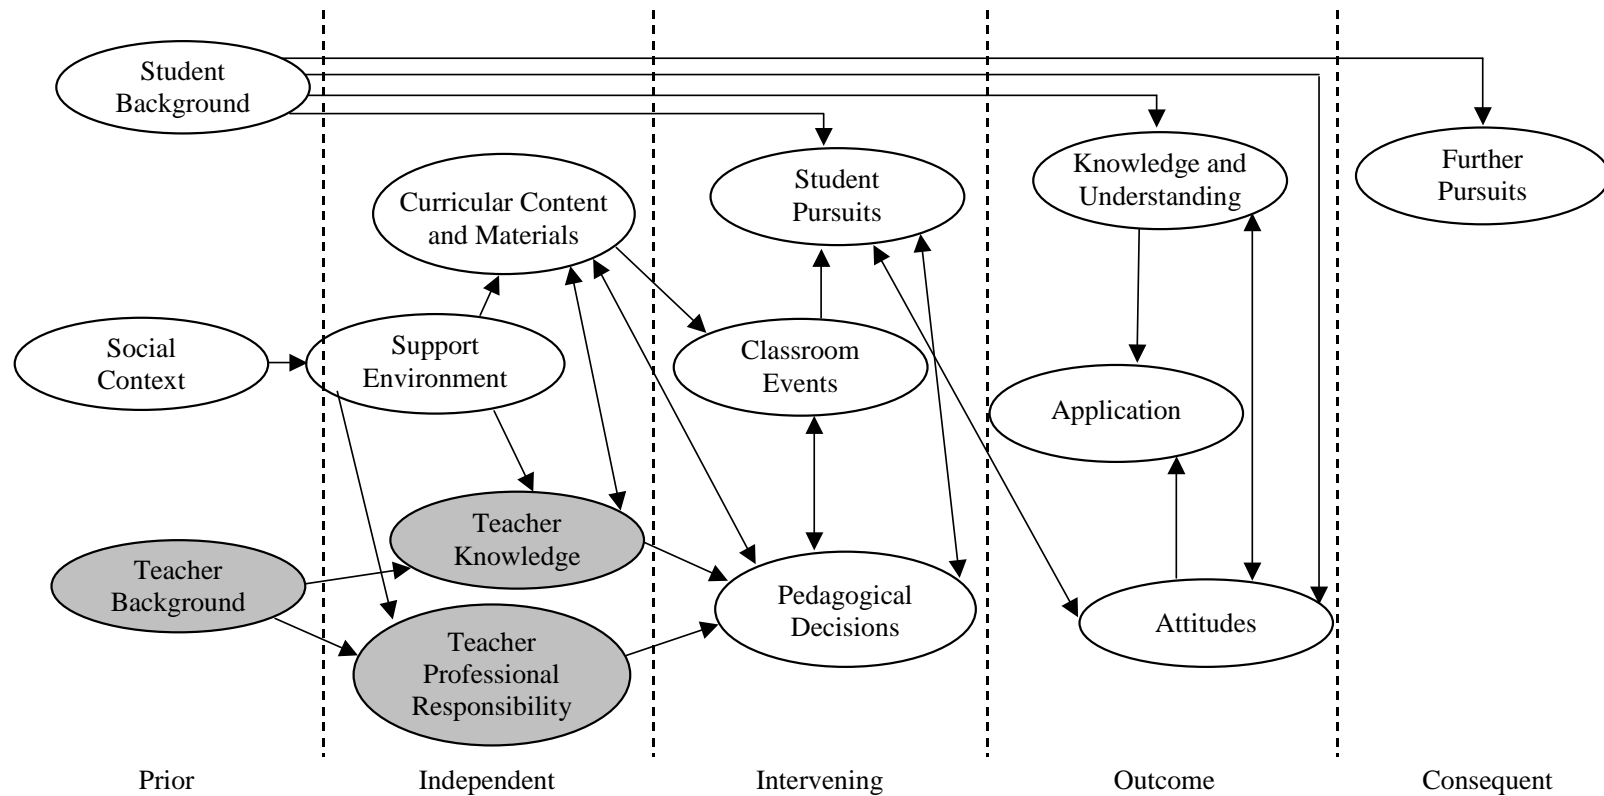 Student
Background
Social
Context
Teacher
Background
Curricular Content
and Materials
Support
Environment
Teacher
Knowledge
Teacher
Professional
Responsibility
Student
Pursuits
Classroom
Events
Pedagogical
Decisions
Knowledge and
Understanding
Application
Attitudes
Further
Pursuits
Prior
Independent
Intervening
Outcome
Consequent